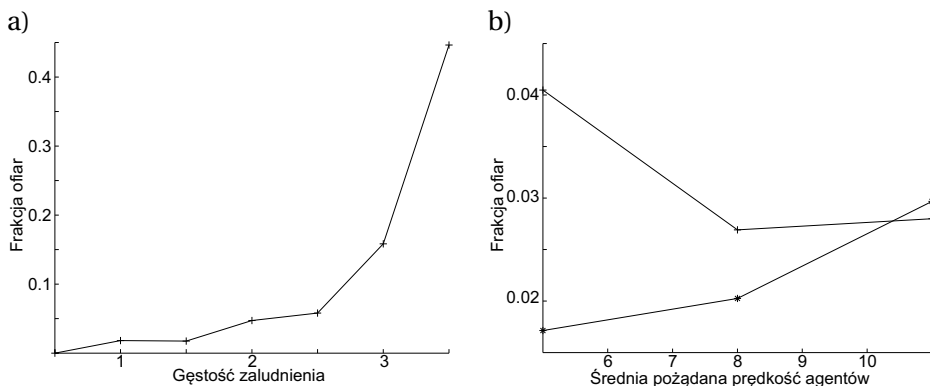 a)
0.4
0.3
0.2
0.1
Frakcja ofiar
1 2 3
Gęstość zaludnienia
b)
0.04
0.03
0.02
Frakcja ofiar
6 7 8 9 10
Średnia pożądana prędkość agentów